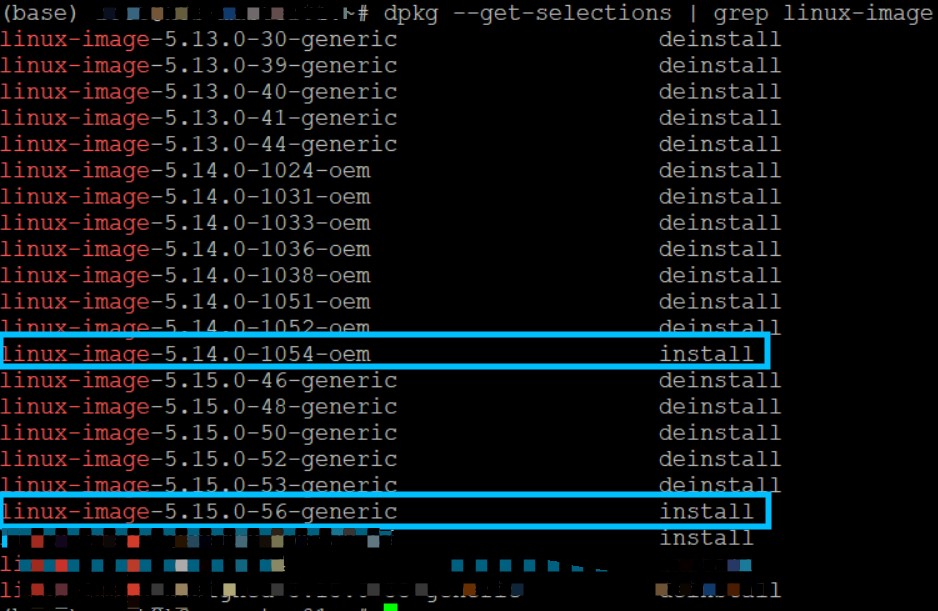 (base) # dpkg --get-selections | grep linux-image
linux-image-5.13.0-30-generic deinstall
linux-image-5.13.0-39-generic deinstall
linux-image-5.13.0-40-generic deinstall
linux-image-5.13.0-41-generic deinstall
linux-image-5.13.0-44-generic deinstall
linux-image-5.14.0-1024-oem deinstall
linux-image-5.14.0-1031-oem deinstall
linux-image-5.14.0-1033-oem deinstall
linux-image-5.14.0-1036-oem deinstall
linux-image-5.14.0-1038-oem deinstall
linux-image-5.14.0-1051-oem deinstall
linux-image-5.14.0-1052-oem deinstall
linux-image-5.14.0-1054-oem install
linux-image-5.15.0-46-generic deinstall
linux-image-5.15.0-48-generic deinstall
linux-image-5.15.0-50-generic deinstall
linux-image-5.15.0-52-generic deinstall
linux-image-5.15.0-53-generic deinstall
linux-image-5.15.0-56-generic install
install